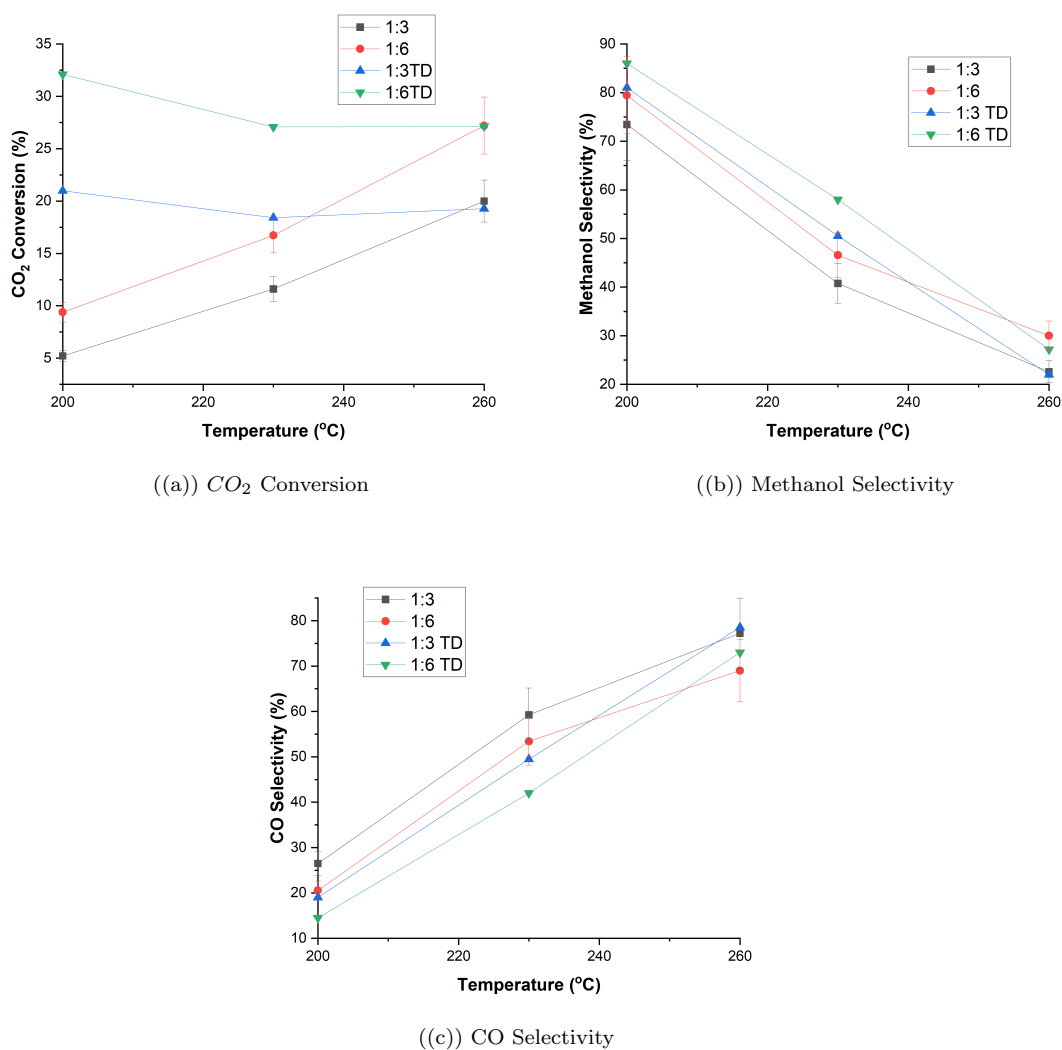 1:3
1:6
1:3TD
1:6TD
35
30
25
20
15
10
5
200
220
240
260
CO₂ Conversion (%)
Temperature (ᵒC)
((a)) CO₂ Conversion
1:3
1:6
1:3 TD
1:6 TD
90
80
70
60
50
40
30
20
200
220
240
260
Methanol Selectivity (%)
Temperature (ᵒC)
((b)) Methanol Selectivity
1:3
1:6
1:3 TD
1:6 TD
80
70
60
50
40
30
20
10
200
220
240
260
CO Selectivity (%)
Temperature (ᵒC)
((c)) CO Selectivity